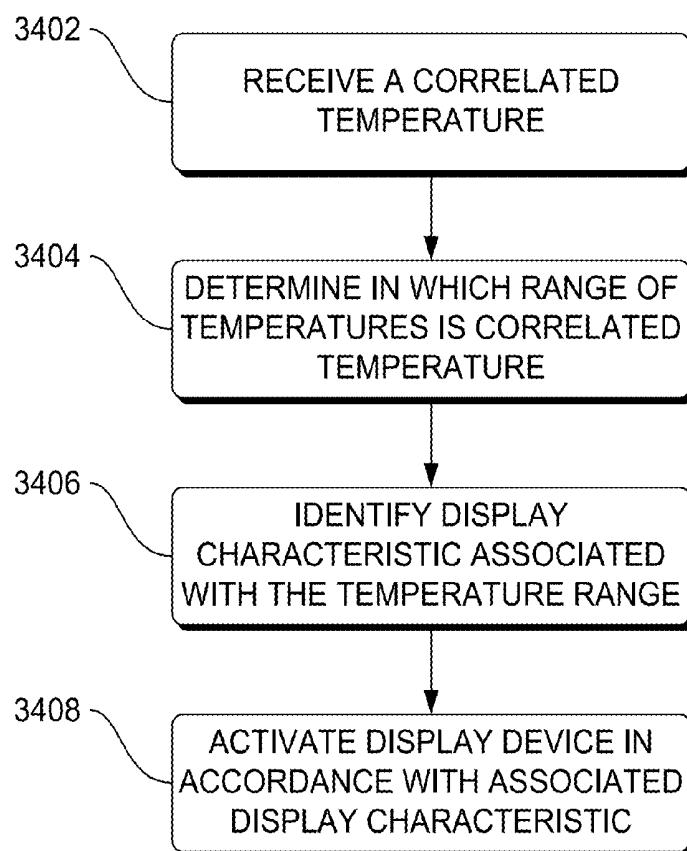 3402
RECEIVE A CORRELATED
TEMPERATURE
3404
DETERMINE IN WHICH RANGE OF
TEMPERATURES IS CORRELATED
TEMPERATURE
3406
IDENTIFY DISPLAY
CHARACTERISTIC ASSOCIATED
WITH THE TEMPERATURE RANGE
3408
ACTIVATE DISPLAY DEVICE IN
ACCORDANCE WITH ASSOCIATED
DISPLAY CHARACTERISTIC